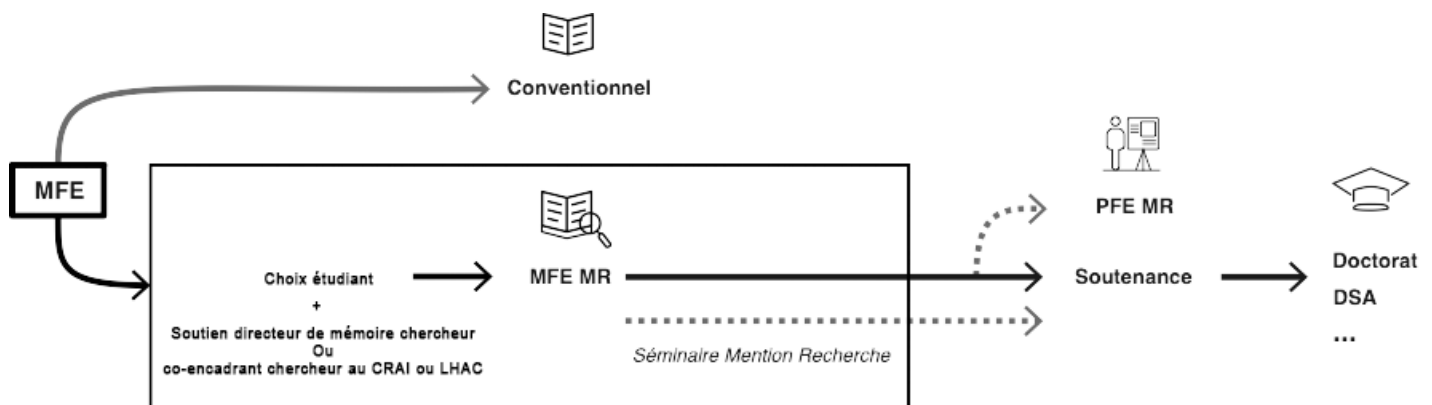 Conventionnel
MFE
PFE MR
Choix étudiant
+
Soutien directeur de mémoire chercheur
Ou
co-encadrant chercheur au CRAI ou LHAC
MFE MR
Séminaire Mention Recherche
Soutenance
Doctorat
DSA
...